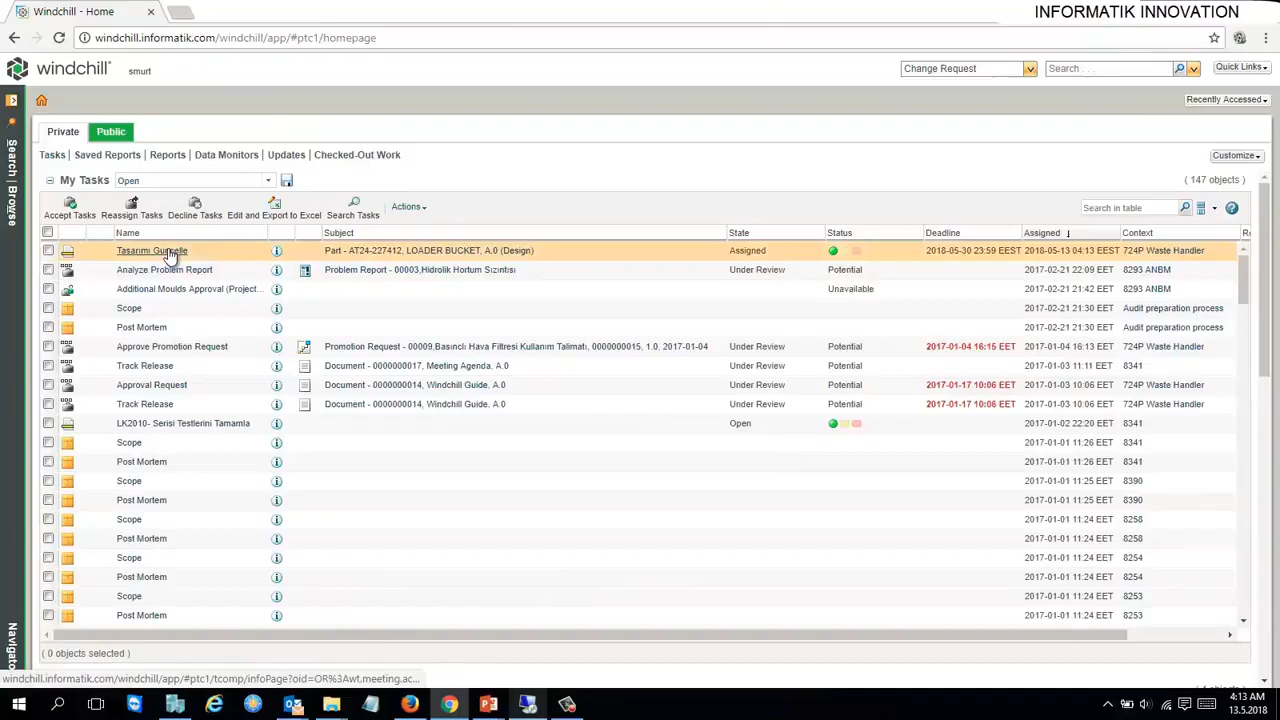 Windchill - Home
INFORMATIK INNOVATION
windchill.informatik.com/windchill/app/#ptc1/homepage
windchill smurt Change Request Search . . . Quick Links
Recently Accessed
Private Public
Tasks Saved Reports Reports Data Monitors Updates Checked-Out Work Customize
My Tasks Open ( 147 objects )
Accept Tasks Reassign Tasks Decline Tasks Edit and Export to Excel Search Tasks Actions Search in table
Name Subject State Status Deadline Assigned Context
Tasarımı Güncelle Part - AT24-227412, LOADER BUCKET, A.0 (Design) Assigned 2018-05-30 23:59 EEST 2018-05-13 04:13 EEST 724P Waste Handler
Analyze Problem Report Problem Report - 00003,Hidrolik Hortum Sızıntısı Under Review Potential 2017-02-21 22:09 EET 8293 ANBM
Additional Moulds Approval (Project... Unavailable 2017-02-21 21:42 EET 8293 ANBM
Scope 2017-02-21 21:30 EET Audit preparation process
Post Mortem 2017-02-21 21:30 EET Audit preparation process
Approve Promotion Request Promotion Request - 00009,Basınclı Hava Filtresi Kullanım Talimatı, 0000000015, 1.0, 2017-01-04 Under Review Potential 2017-01-04 16:15 EET 2017-01-04 16:13 EET 724P Waste Handler
Track Release Document - 0000000017, Meeting Agenda, A.0 Under Review Potential 2017-01-03 11:11 EET 8341
Approval Request Document - 0000000014, Windchill Guide, A.0 Under Review Potential 2017-01-17 10:06 EET 2017-01-03 10:06 EET 724P Waste Handler
Track Release Document - 0000000014, Windchill Guide, A.0 Under Review Potential 2017-01-17 10:06 EET 2017-01-03 10:06 EET 724P Waste Handler
LK2010- Serisi Testlerini Tamamla Open 2017-01-02 22:20 EET 8341
Scope 2017-01-01 11:26 EET 8341
Post Mortem 2017-01-01 11:26 EET 8341
Scope 2017-01-01 11:25 EET 8390
Post Mortem 2017-01-01 11:25 EET 8390
Scope 2017-01-01 11:24 EET 8258
Post Mortem 2017-01-01 11:24 EET 8258
Scope 2017-01-01 11:24 EET 8254
Post Mortem 2017-01-01 11:24 EET 8254
Scope 2017-01-01 11:24 EET 8253
Post Mortem 2017-01-01 11:24 EET 8253
( 0 objects selected )
Search | Browse
Navigator
windchill.informatik.com/windchill/app/#ptc1/tcomp/infoPage?oid=OR%3Awt.meeting.ac...
4:13 AM
13.5.2018